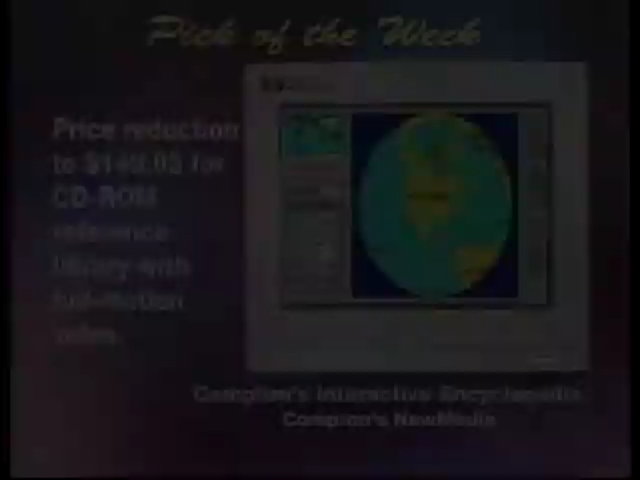 Pick of the Week
Price reduction
to $149.95 for
CD-ROM
reference
library with
full-motion
video
Compton's Interactive Encyclopedia
Compton's NewMedia